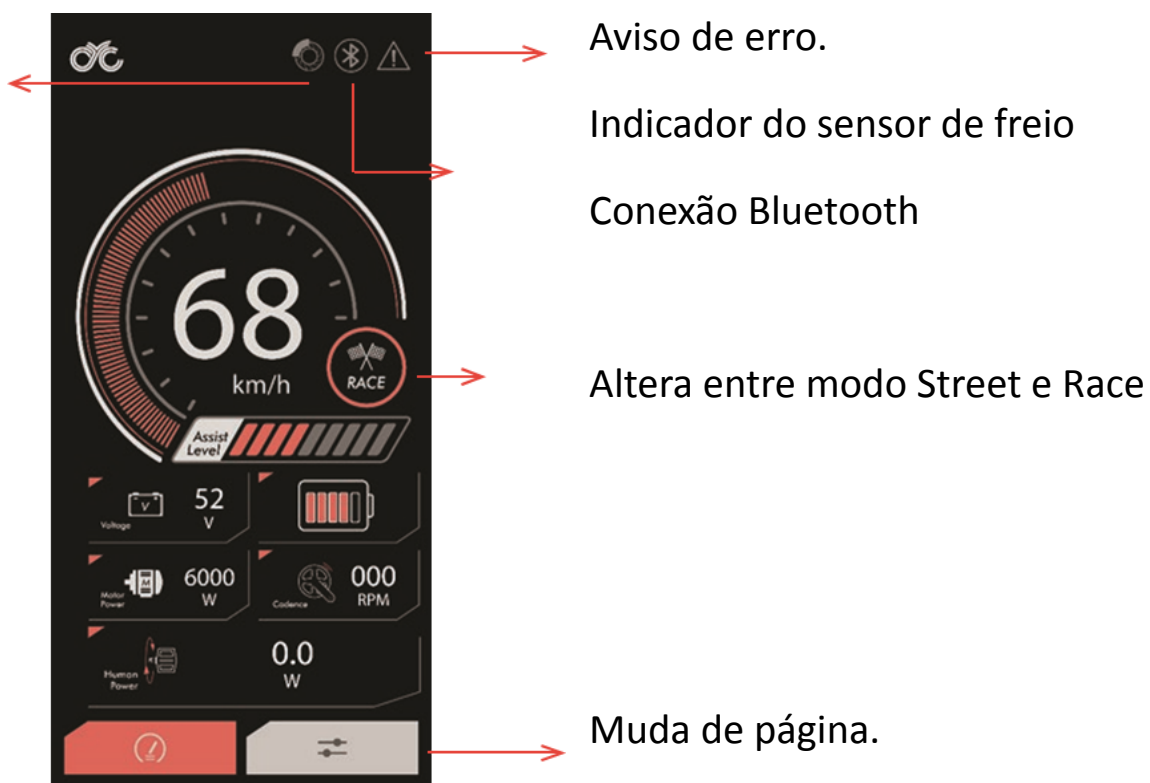 Aviso de erro.
Indicador do sensor de freio
Conexão Bluetooth
68
km/h
RACE
Altera entre modo Street e Race
Assist
Level
V
Voltage
52
V
Motor
Power
M
6000
W
Cadence
000
RPM
Human
Power
0.0
W
Muda de página.